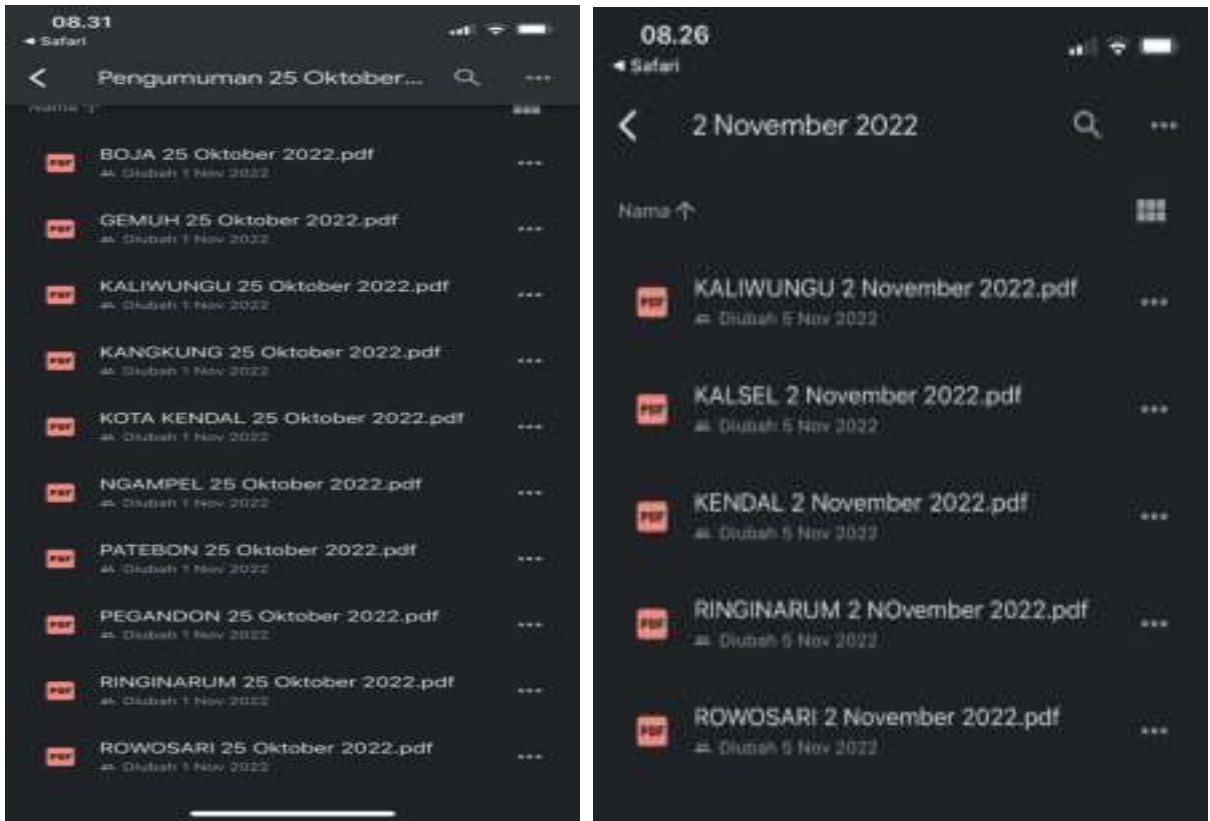 08.31
◄ Safari
Pengumuman 25 Oktober...
Nama ↑
BOJA 25 Oktober 2022.pdf
Diubah 1 Nov 2022
GEMUH 25 Oktober 2022.pdf
Diubah 1 Nov 2022
KALIWUNGU 25 Oktober 2022.pdf
Diubah 1 Nov 2022
KANGKUNG 25 Oktober 2022.pdf
Diubah 1 Nov 2022
KOTA KENDAL 25 Oktober 2022.pdf
Diubah 1 Nov 2022
NGAMPEL 25 Oktober 2022.pdf
Diubah 1 Nov 2022
PATEBON 25 Oktober 2022.pdf
Diubah 1 Nov 2022
PEGANDON 25 Oktober 2022.pdf
Diubah 1 Nov 2022
RINGINARUM 25 Oktober 2022.pdf
Diubah 1 Nov 2022
ROWOSARI 25 Oktober 2022.pdf
Diubah 1 Nov 2022
08.26
◄ Safari
2 November 2022
Nama ↑
KALIWUNGU 2 November 2022.pdf
Diubah 5 Nov 2022
KALSEL 2 November 2022.pdf
Diubah 5 Nov 2022
KENDAL 2 November 2022.pdf
Diubah 5 Nov 2022
RINGINARUM 2 NOvember 2022.pdf
Diubah 5 Nov 2022
ROWOSARI 2 November 2022.pdf
Diubah 5 Nov 2022